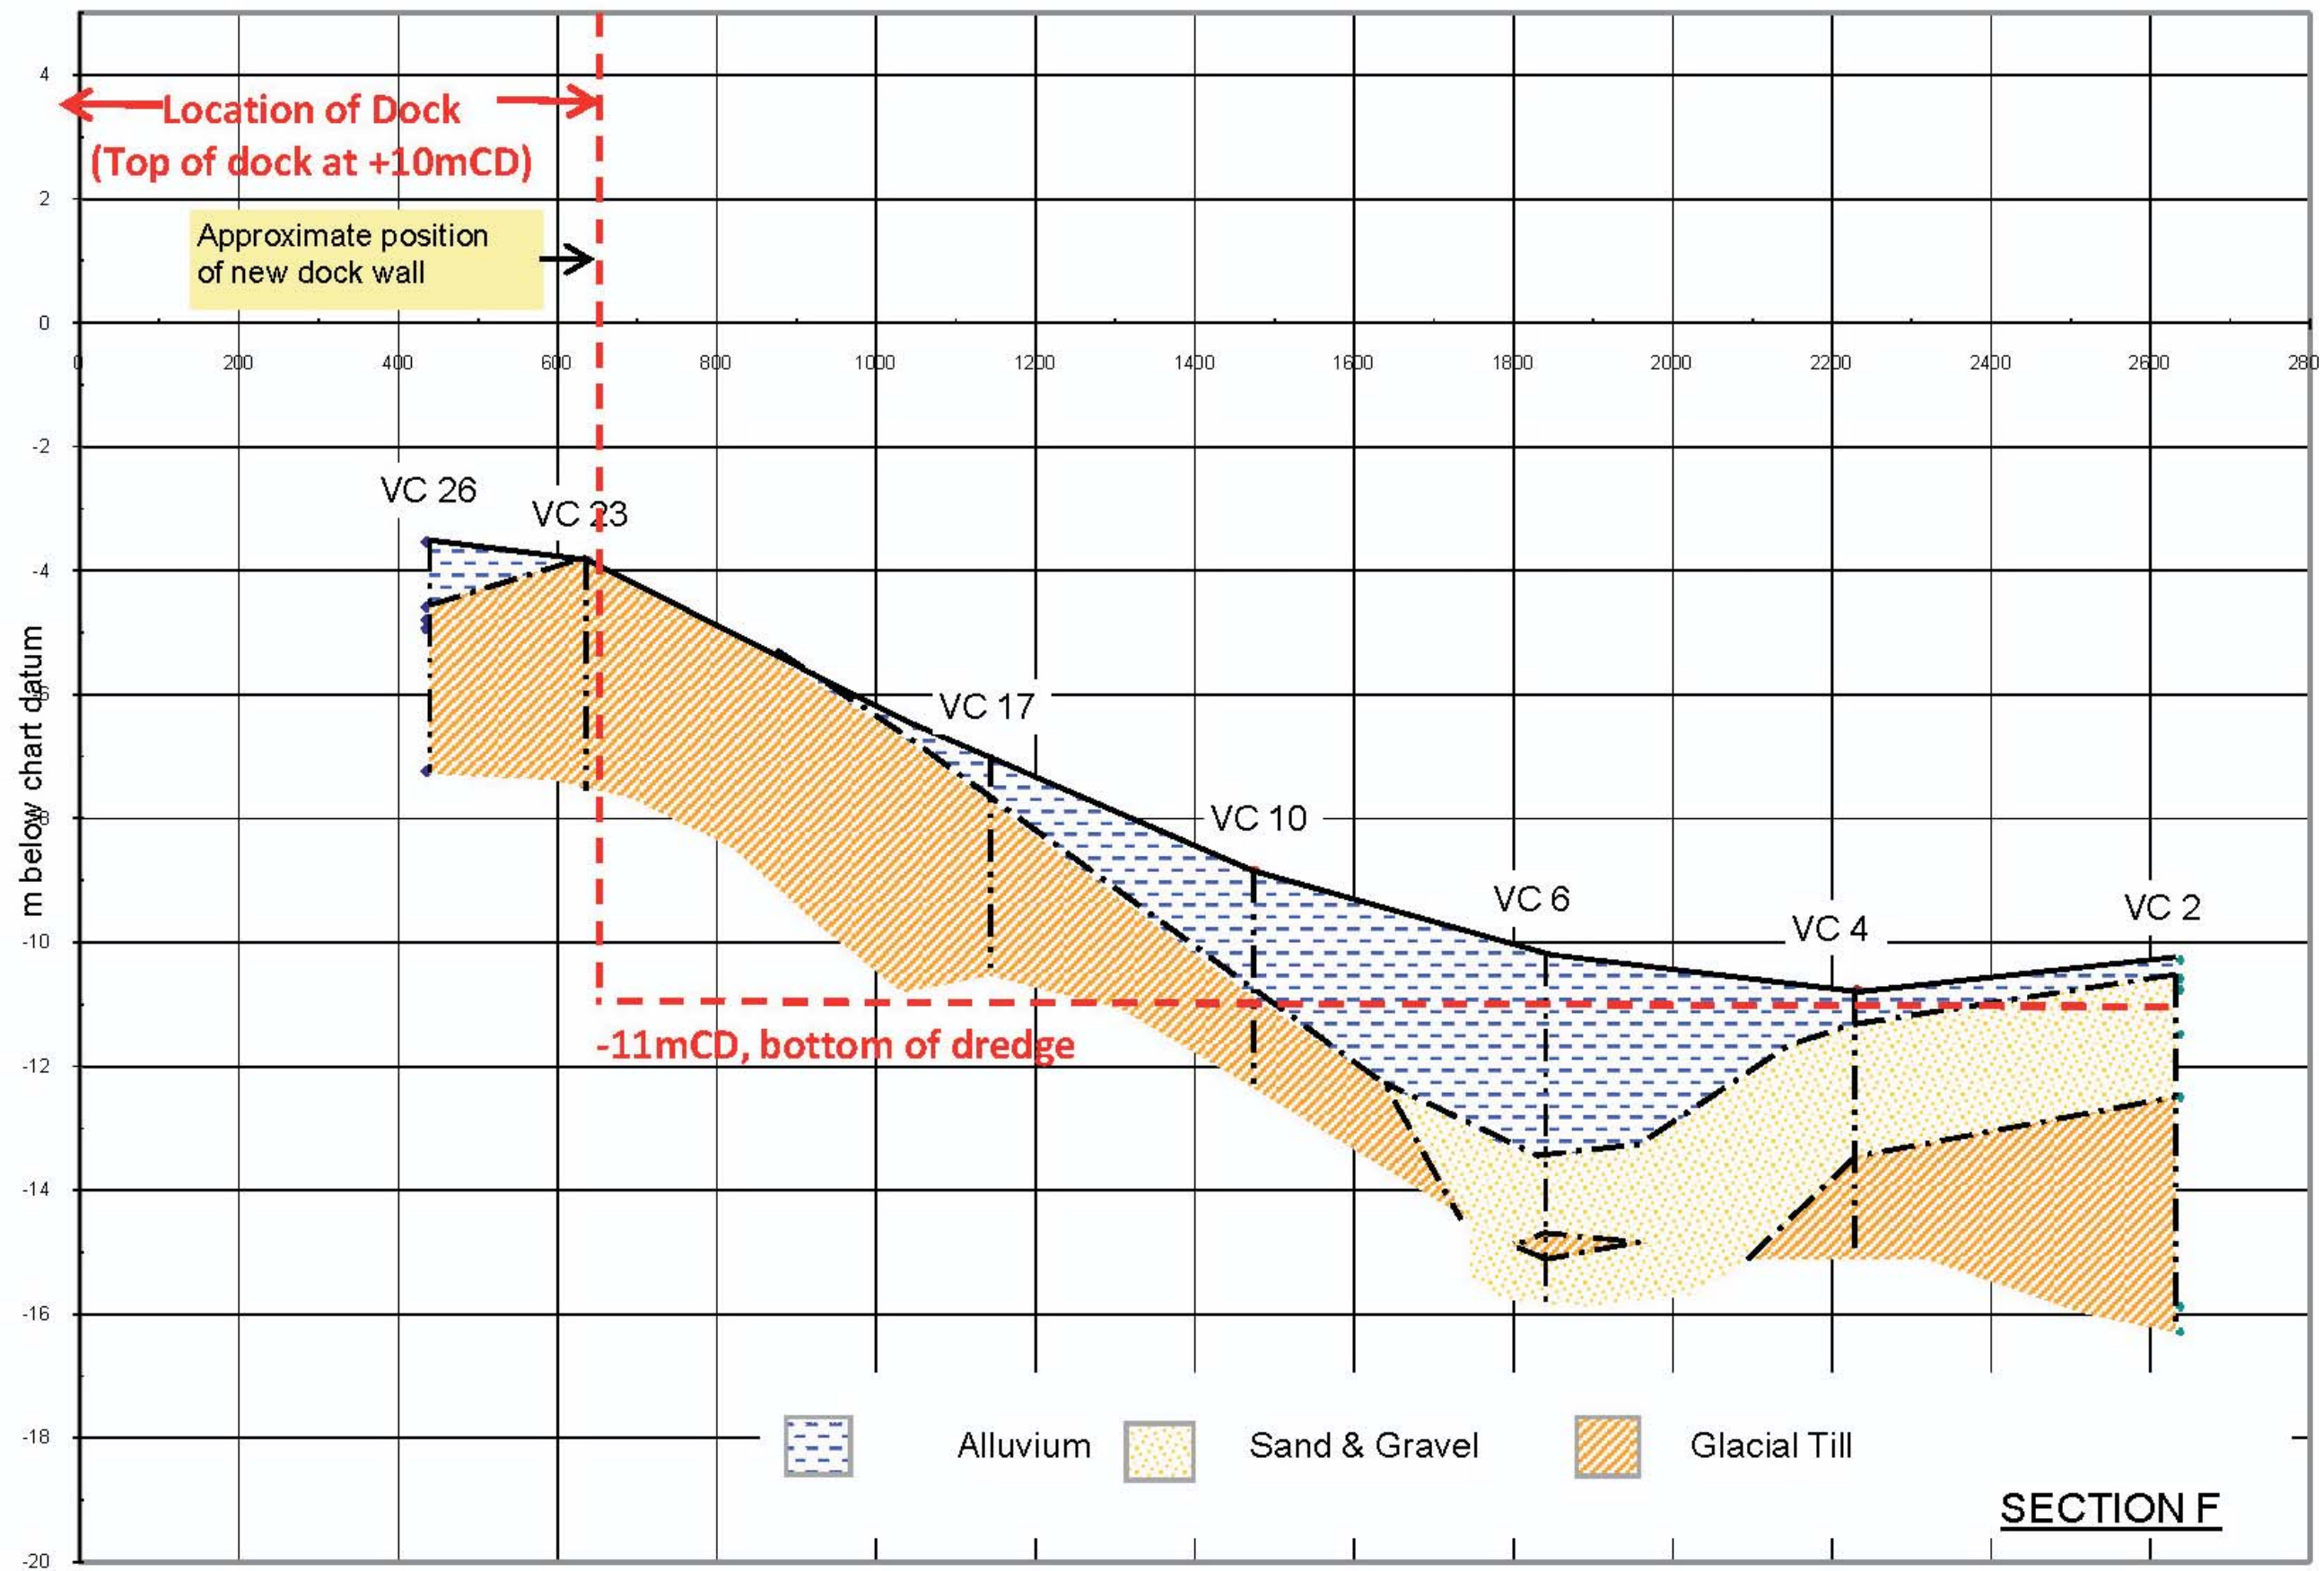 4
Location of Dock
(Top of dock at +10mCD)
2
Approximate position
of new dock wall
0
0 200 400 600 800 1000 1200 1400 1600 1800 2000 2200 2400 2600 280
-2
VC 26
VC 23
-4
m below chart datum
-6
VC 17
-8
VC 10
VC 6
VC 2
VC 4
-10
-11mCD, bottom of dredge
-12
-14
-16
-18
Alluvium Sand & Gravel Glacial Till
SECTION F
-20